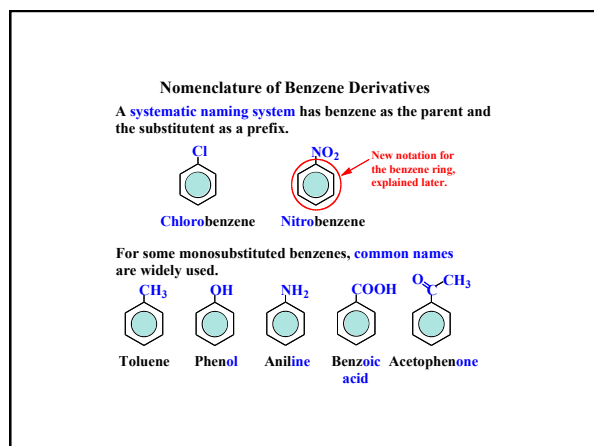 Nomenclature of Benzene Derivatives
A systematic naming system has benzene as the parent and
the substitutent as a prefix.
Cl
NO2
New notation for
the benzene ring,
explained later.
Chlorobenzene
Nitrobenzene
For some monosubstituted benzenes, common names
are widely used.
CH3
OH
NH2
COOH
O
C
CH3
Toluene
Phenol
Aniline
Benzoic
acid
Acetophenone